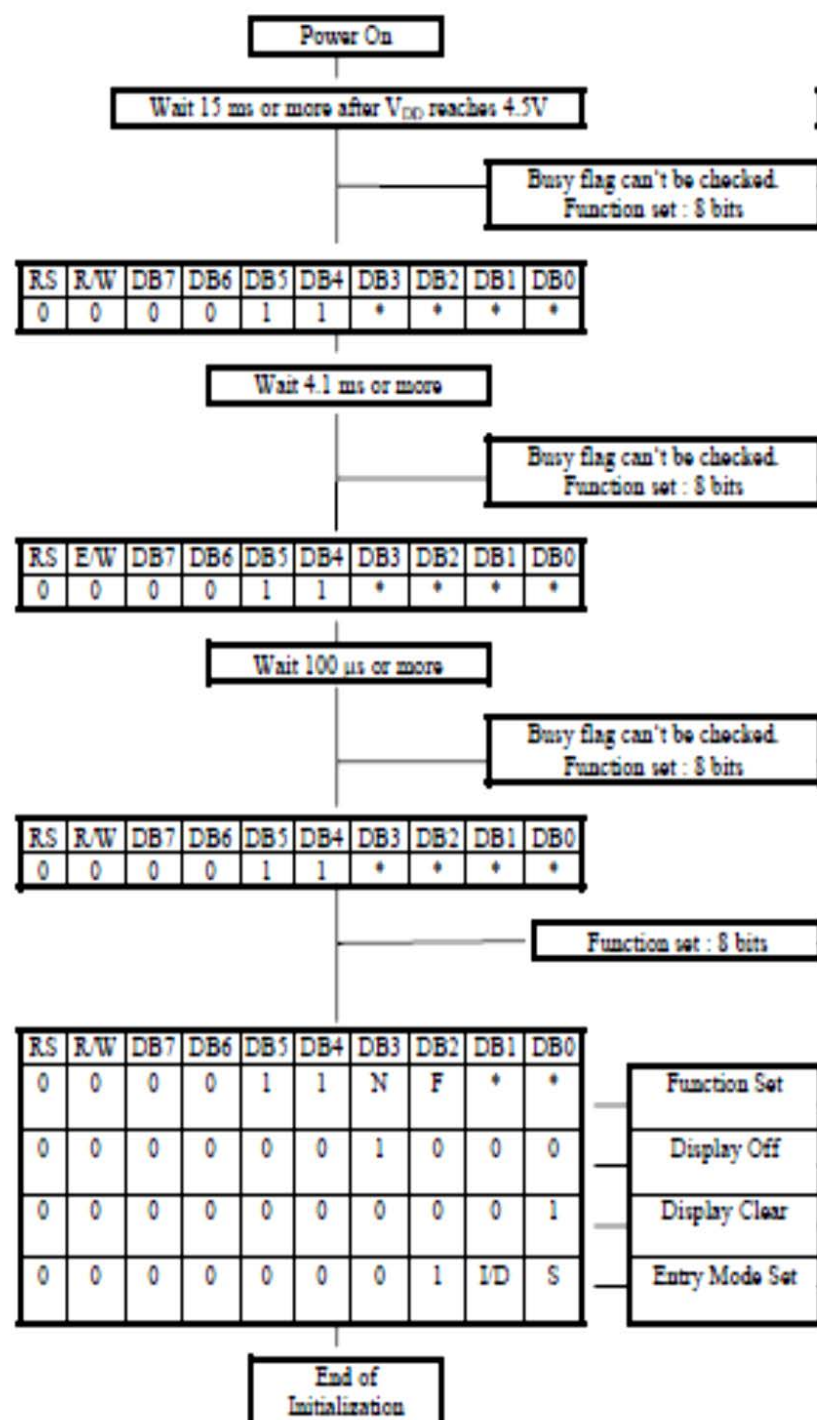 Power On
Wait 15 ms or more after VDD reaches 4.5V
Busy flag can't be checked.
Function set : 8 bits
RS R/W DB7 DB6 DB5 DB4 DB3 DB2 DB1 DB0
0 0 0 0 1 1 * * * *
Wait 4.1 ms or more
Busy flag can't be checked.
Function set : 8 bits
RS E/W DB7 DB6 DB5 DB4 DB3 DB2 DB1 DB0
0 0 0 0 1 1 * * * *
Wait 100 µs or more
Busy flag can't be checked.
Function set : 8 bits
RS R/W DB7 DB6 DB5 DB4 DB3 DB2 DB1 DB0
0 0 0 0 1 1 * * * *
Function set : 8 bits
RS R/W DB7 DB6 DB5 DB4 DB3 DB2 DB1 DB0
0 0 0 0 1 1 N F * * Function Set
0 0 0 0 0 0 1 0 0 0 Display Off
0 0 0 0 0 0 0 0 0 1 Display Clear
0 0 0 0 0 0 0 1 I/D S Entry Mode Set
End of
Initialization